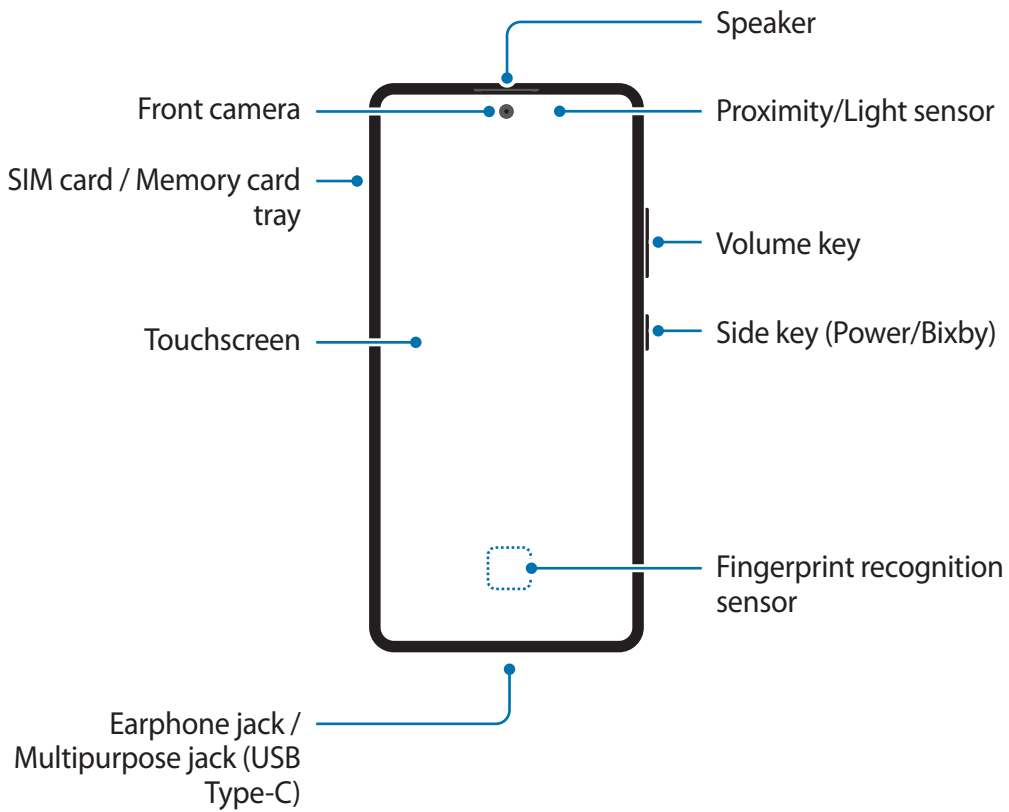 Speaker
Front camera
Proximity/Light sensor
SIM card / Memory card
tray
Volume key
Side key (Power/Bixby)
Touchscreen
Fingerprint recognition
sensor
Earphone jack /
Multipurpose jack (USB
Type-C)